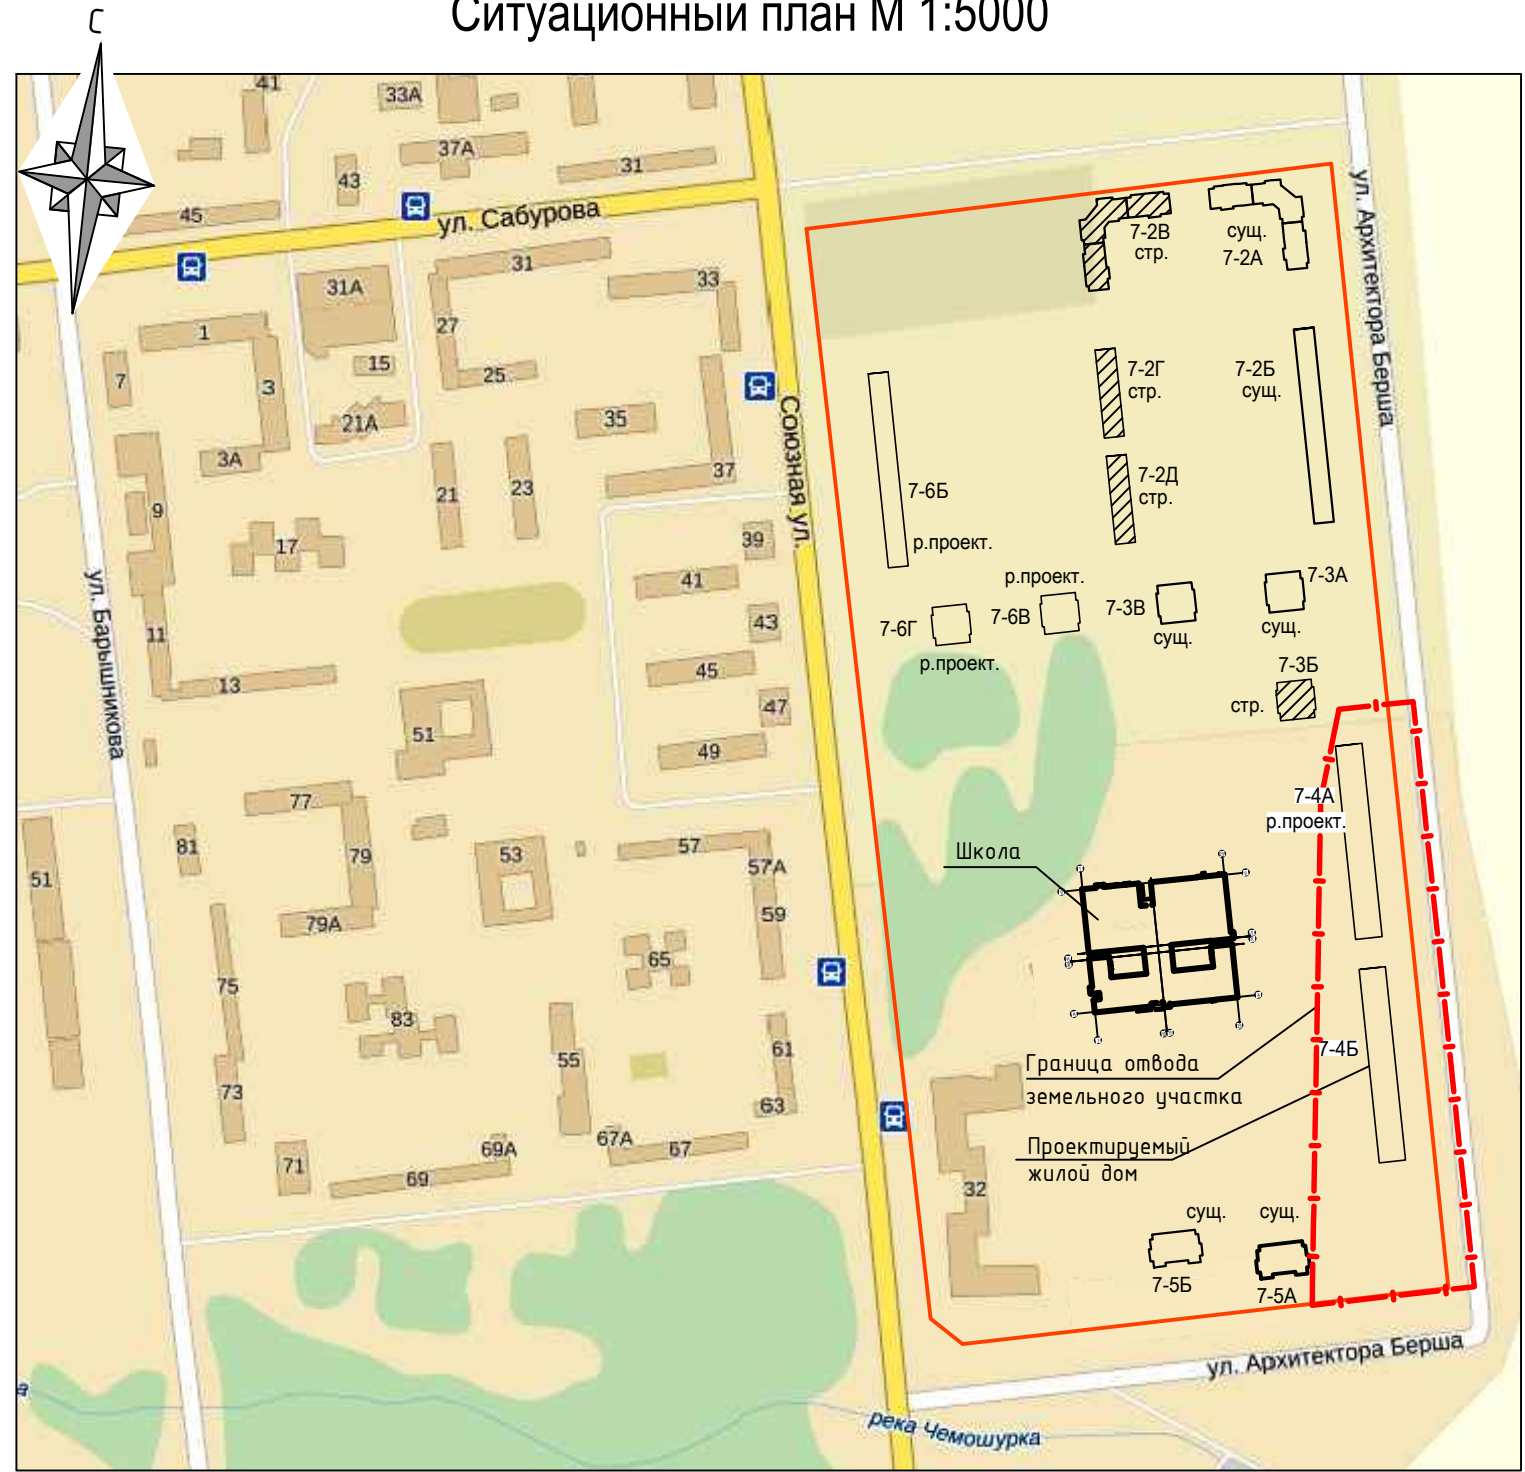 Ситуационный план М 1:5000
С
41
33А
37А
43
31
45
ул. Сабурова
ул. Архитектора Берша
7-2В
стр.
сущ.
7-2А
31
31А
33
27
1
15
25
7
3
21А
35
3А
37
21
23
9
17
Союзная ул.
7-2Г
стр.
7-2Б
сущ.
7-2Д
стр.
7-6Б
р.проект.
39
41
43
45
47
49
11
13
51
ул. Барышникова
р.проект.
7-6Г
7-6В
7-3В
7-3А
сущ.
сущ.
р.проект.
7-3Б
стр.
7-4А
р.проект.
77
81
79
53
57
57А
51
79А
59
65
75
83
55
61
73
63
67А
67
69А
71
69
Школа
Граница отвода
земельного участка
7-4Б
Проектируемый
жилой дом
32
сущ.
сущ.
7-5Б
7-5А
ул. Архитектора Берша
река Чемошурка
а